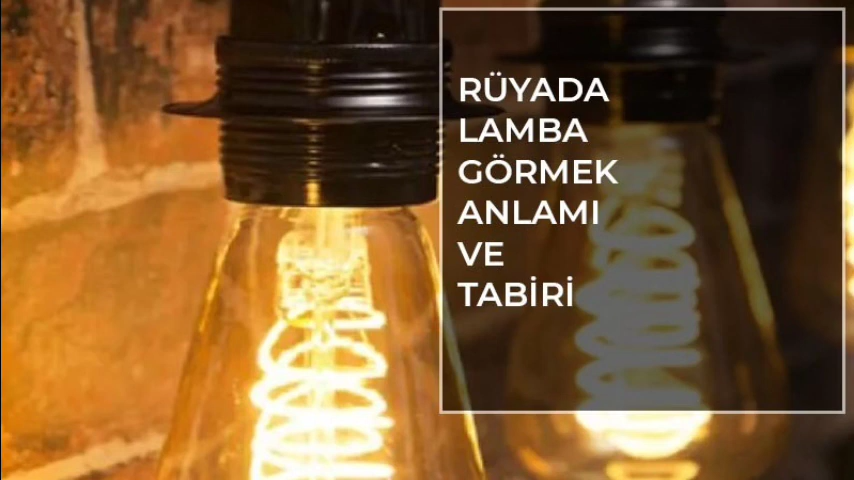 RÜYADA
LAMBA
GÖRMEK
ANLAMI
VE
TABİRİ